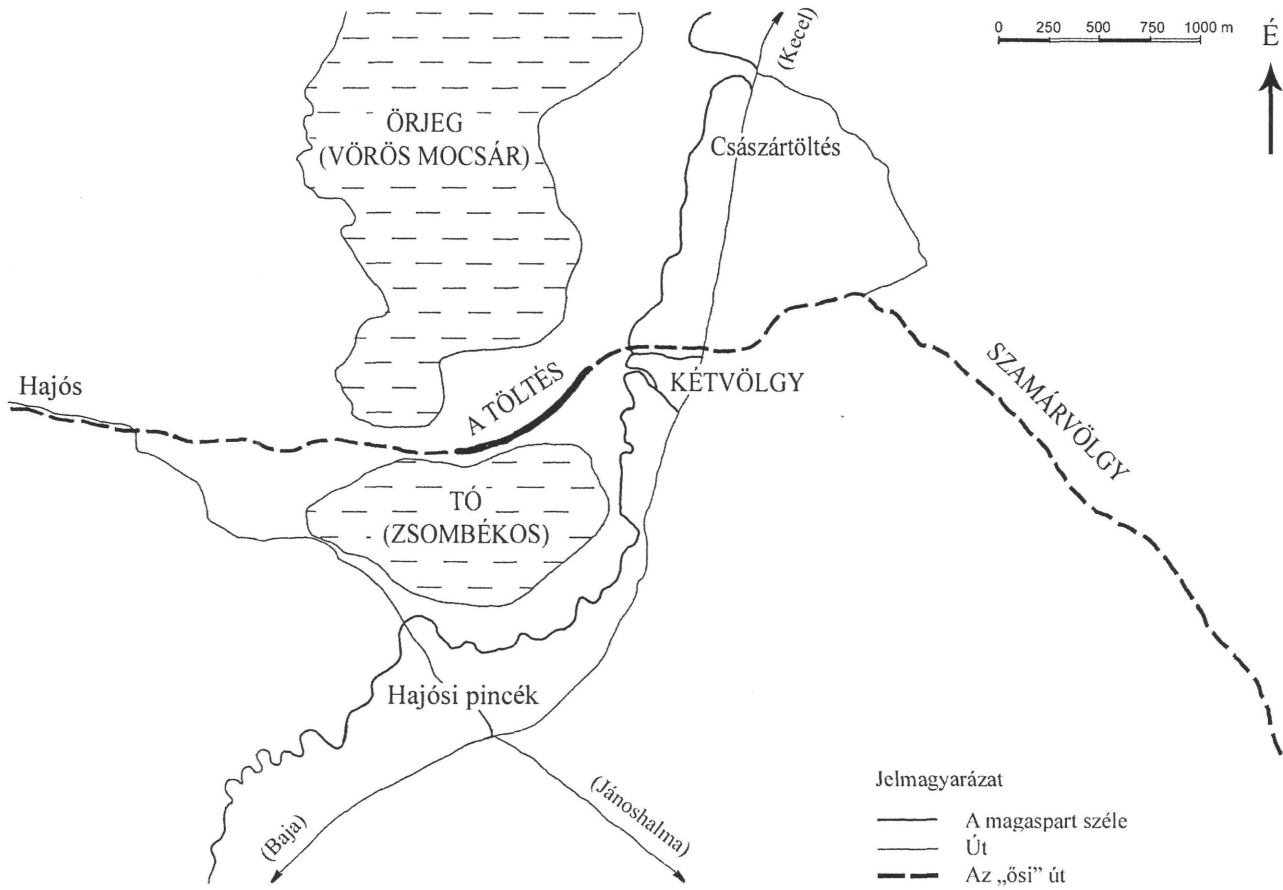 0 250 500 750 1000 m
É
(Kecel)
ÖRJEG
(VÖRÖS MOCSÁR)
Császártöltés
Hajós
A TÖLTÉS
KÉTVÖLGY
SZAMÁRVÖLGY
TÓ
(ZSOMBÉKOS)
Hajósi pincék
(Baja)
(Jánoshalma)
Jelmagyarázat
A magaspart széle
Út
Az „ősi” út